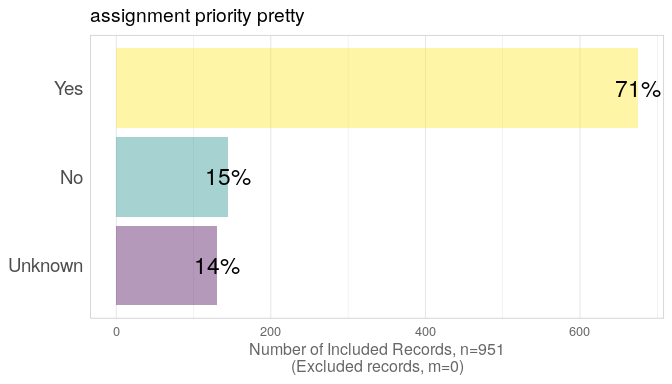 assignment priority pretty
Yes
71%
No
15%
Unknown
14%
0 200 400 600
Number of Included Records, n=951
(Excluded records, m=0)